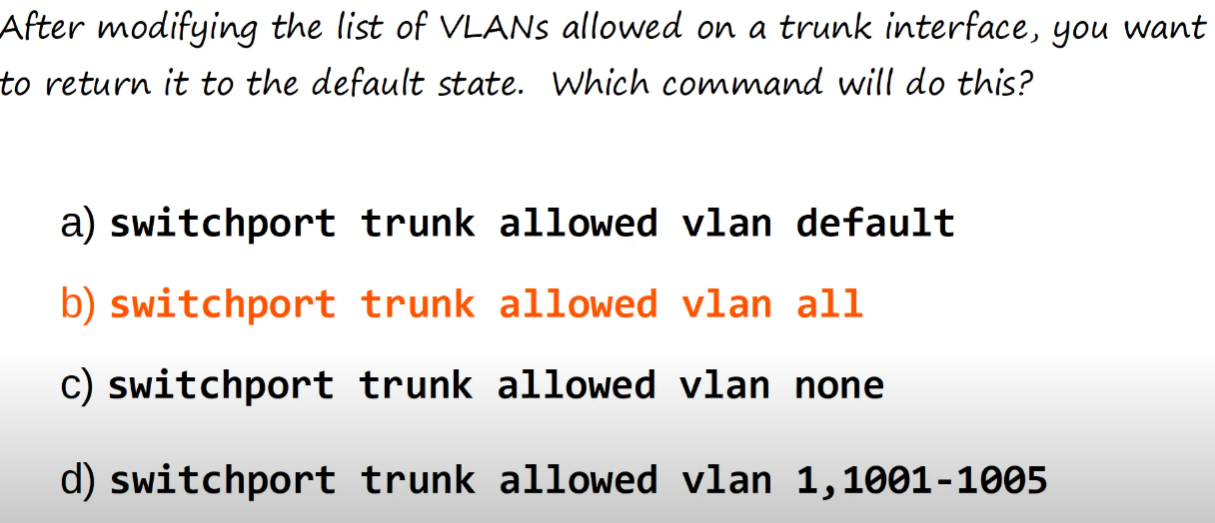 After modifying the list of VLANs allowed on a trunk interface, you want
to return it to the default state. Which command will do this?
a) switchport trunk allowed vlan default
b) switchport trunk allowed vlan all
c) switchport trunk allowed vlan none
d) switchport trunk allowed vlan 1,1001-1005